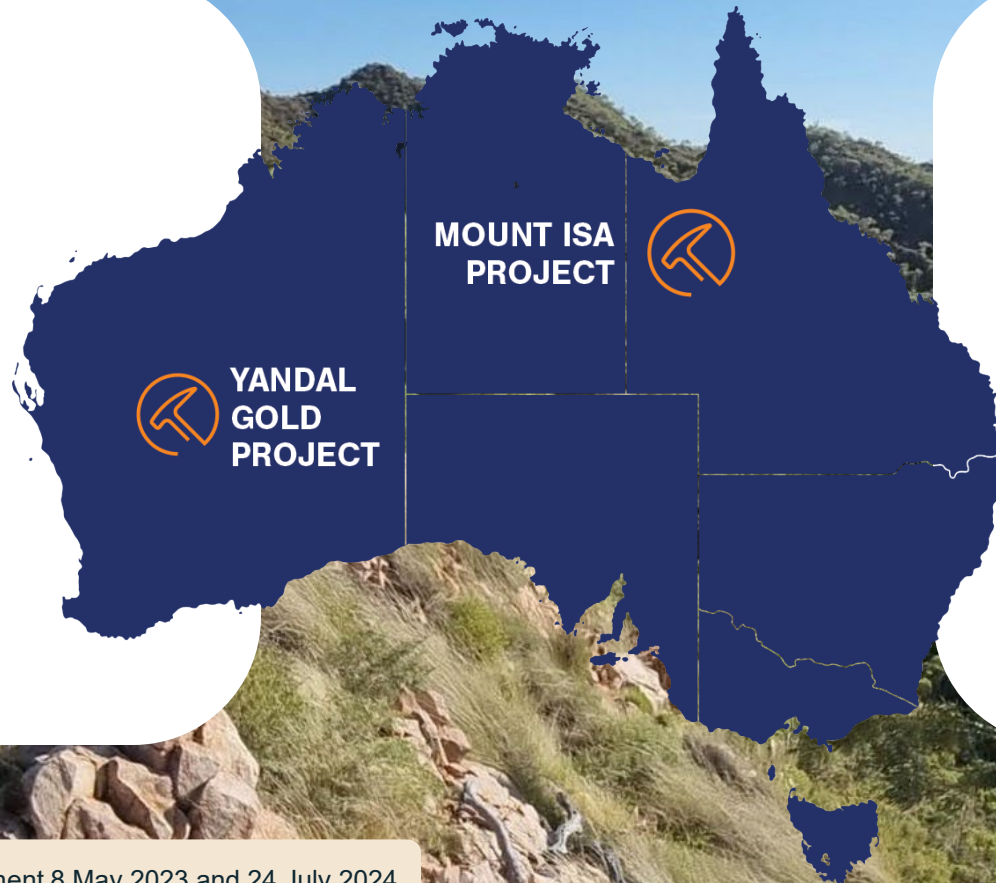 MOUNT ISA
PROJECT
YANDAL
GOLD
PROJECT
8 May 2023 and 24 July 2024